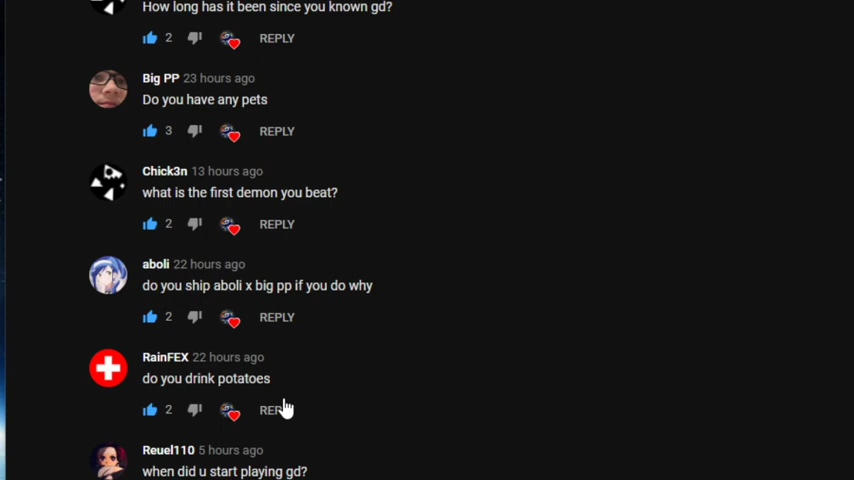 How long has it been since you known gd?
2 REPLY
Big PP 23 hours ago
Do you have any pets
3 REPLY
Chick3n 13 hours ago
what is the first demon you beat?
2 REPLY
aboli 22 hours ago
do you ship aboli x big pp if you do why
2 REPLY
RainFEX 22 hours ago
do you drink potatoes
2 REP
Reuel110 5 hours ago
when did u start playing gd?